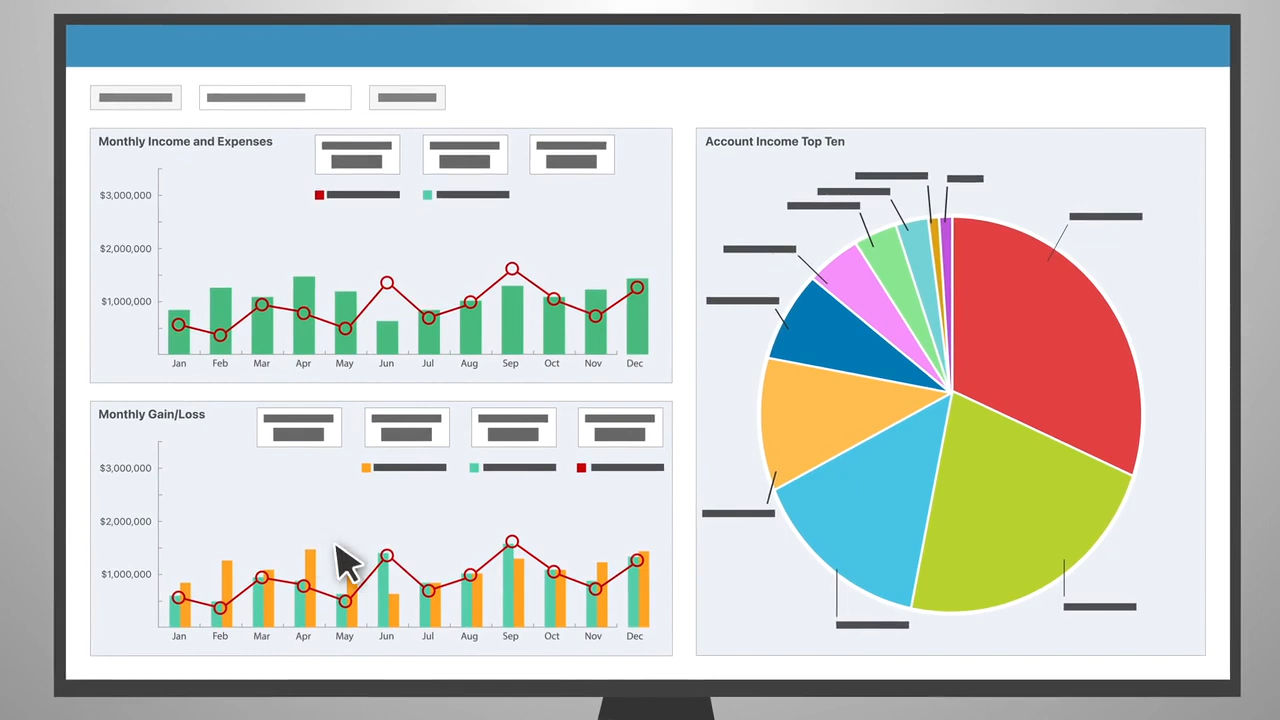 Monthly Income and Expenses
$3,000,000
$2,000,000
$1,000,000
Jan Feb Mar Apr May Jun Jul Aug Sep Oct Nov Dec
Monthly Gain/Loss
$3,000,000
$2,000,000
$1,000,000
Jan Feb Mar Apr May Jun Jul Aug Sep Oct Nov Dec
Account Income Top Ten